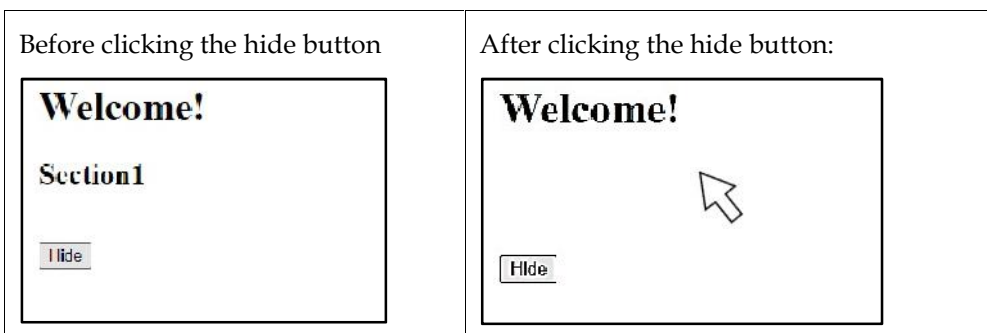 Before clicking the hide button
Welcome!
Section1
Hide
After clicking the hide button:
Welcome!
HIde